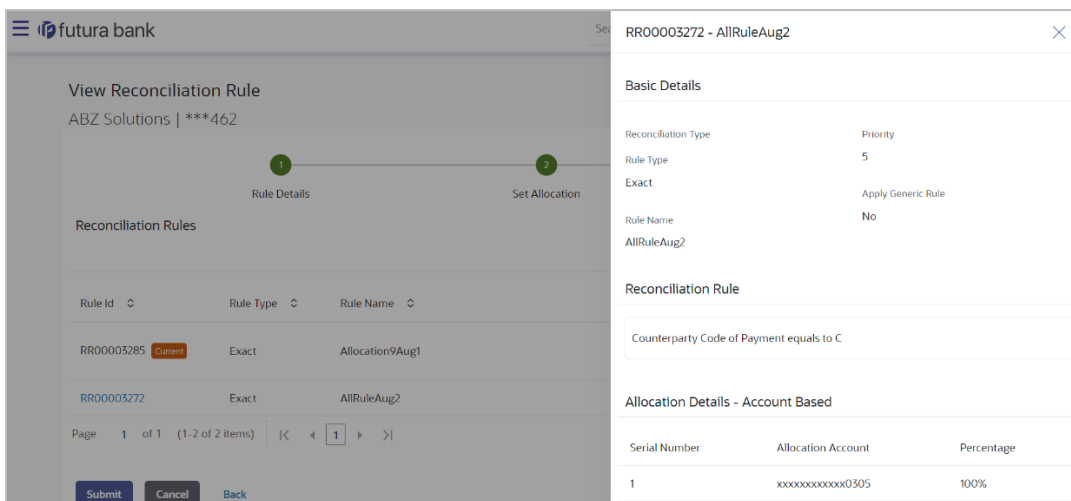 futura bank
Sea
View Reconciliation Rule
ABZ Solutions | ***462
1
2
Rule Details
Set Allocation
Reconciliation Rules
Rule Id
Rule Type
Rule Name
RR00003285 Current
Exact
Allocation9Aug1
RR00003272
Exact
AllRuleAug2
Page 1 of 1 (1-2 of 2 items) 1
Submit
Cancel
Back
RR00003272 - AllRuleAug2
Basic Details
Reconciliation Type
Priority
Rule Type
5
Exact
Apply Generic Rule
Rule Name
No
AllRuleAug2
Reconciliation Rule
Counterparty Code of Payment equals to C
Allocation Details - Account Based
Serial Number
Allocation Account
Percentage
1
xxxxxxxxxxxx0305
100%